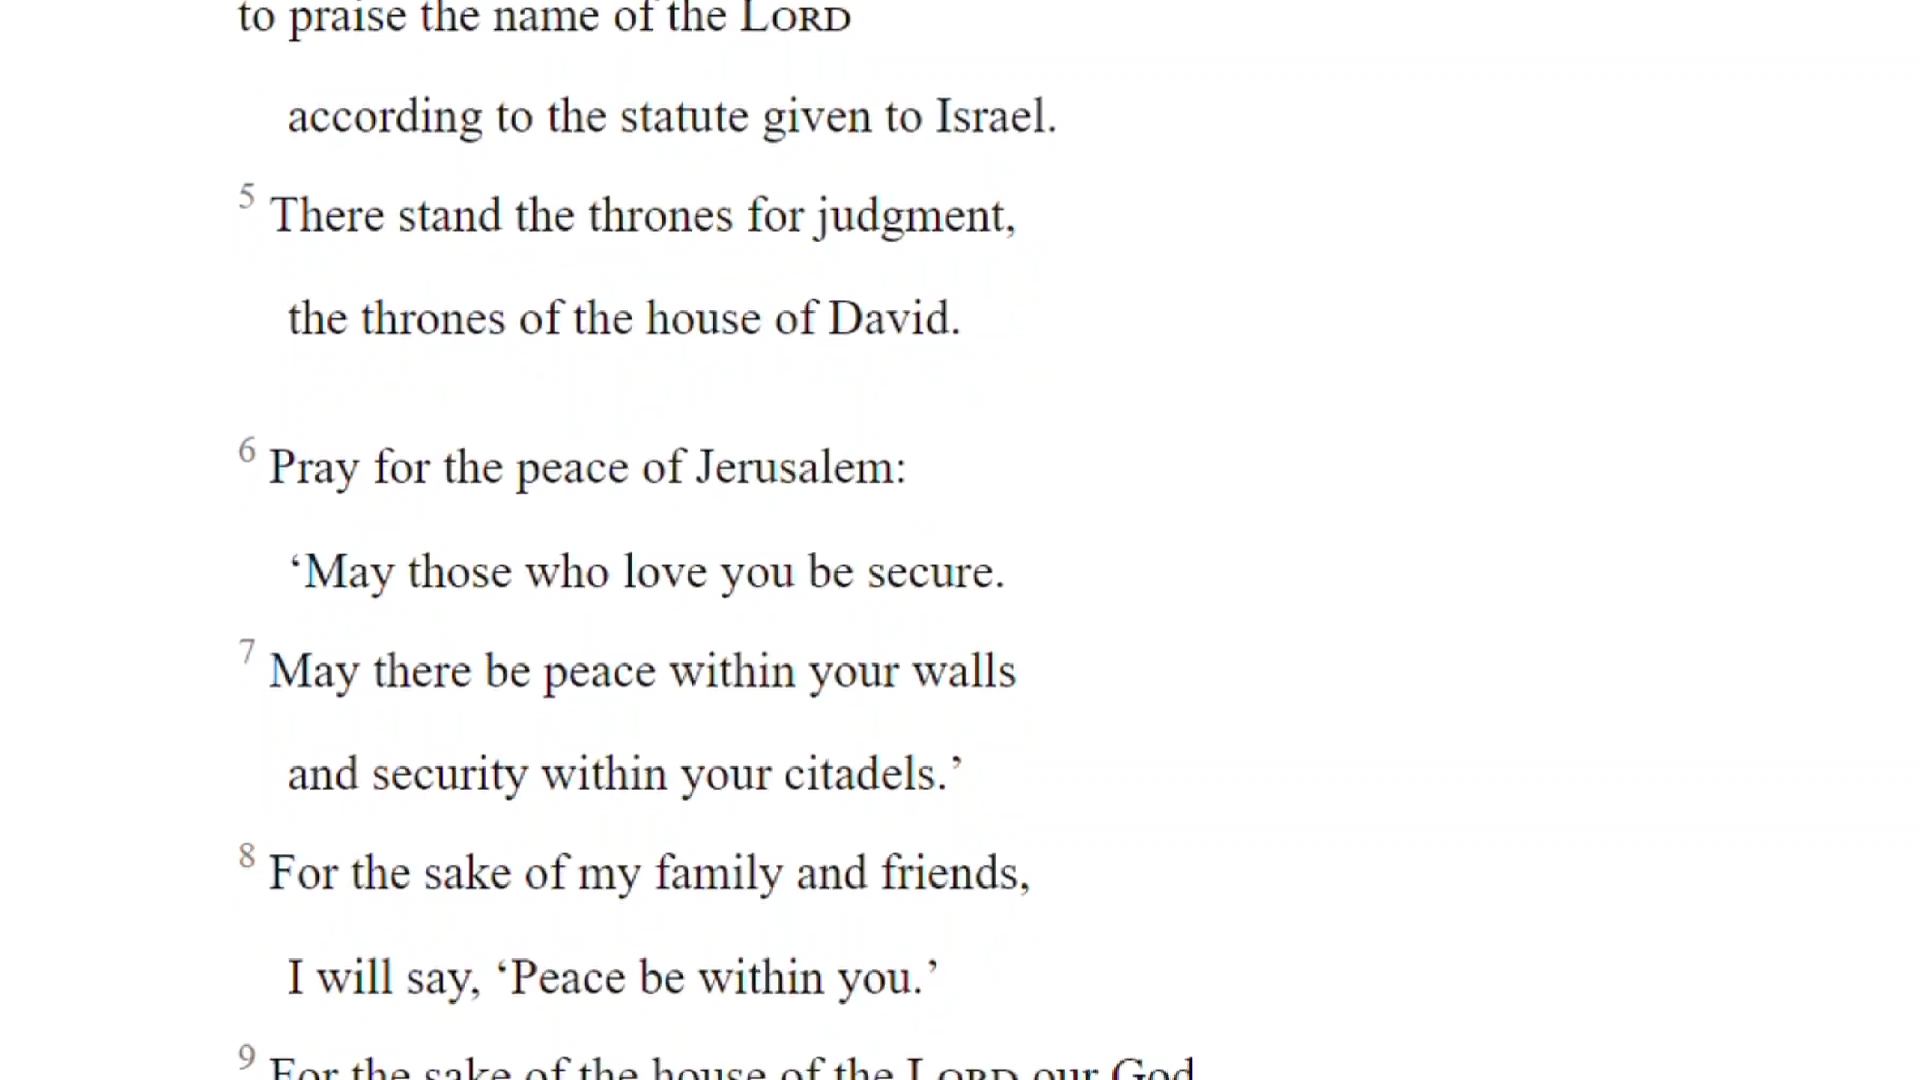 to praise the name of the LORD
according to the statute given to Israel.
5 There stand the thrones for judgment,
the thrones of the house of David.
6 Pray for the peace of Jerusalem:
‘May those who love you be secure.
7 May there be peace within your walls
and security within your citadels.’
8 For the sake of my family and friends,
I will say, ‘Peace be within you.’
9 For the sake of the house of the LORD our God